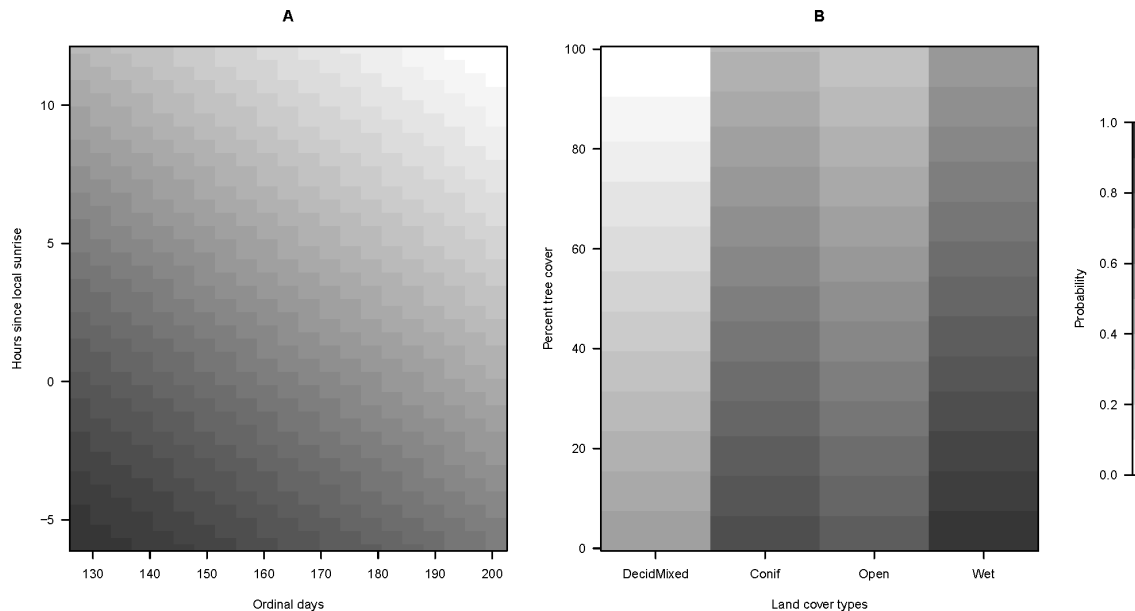 A
B
10
5
0
−5
Hours since local sunrise
130 140 150 160 170 180 190 200
Ordinal days
100
80
60
40
20
0
Percent tree cover
DecidMixed Conif Open Wet
Land cover types
1.0
0.8
0.6
0.4
0.2
0.0
Probability